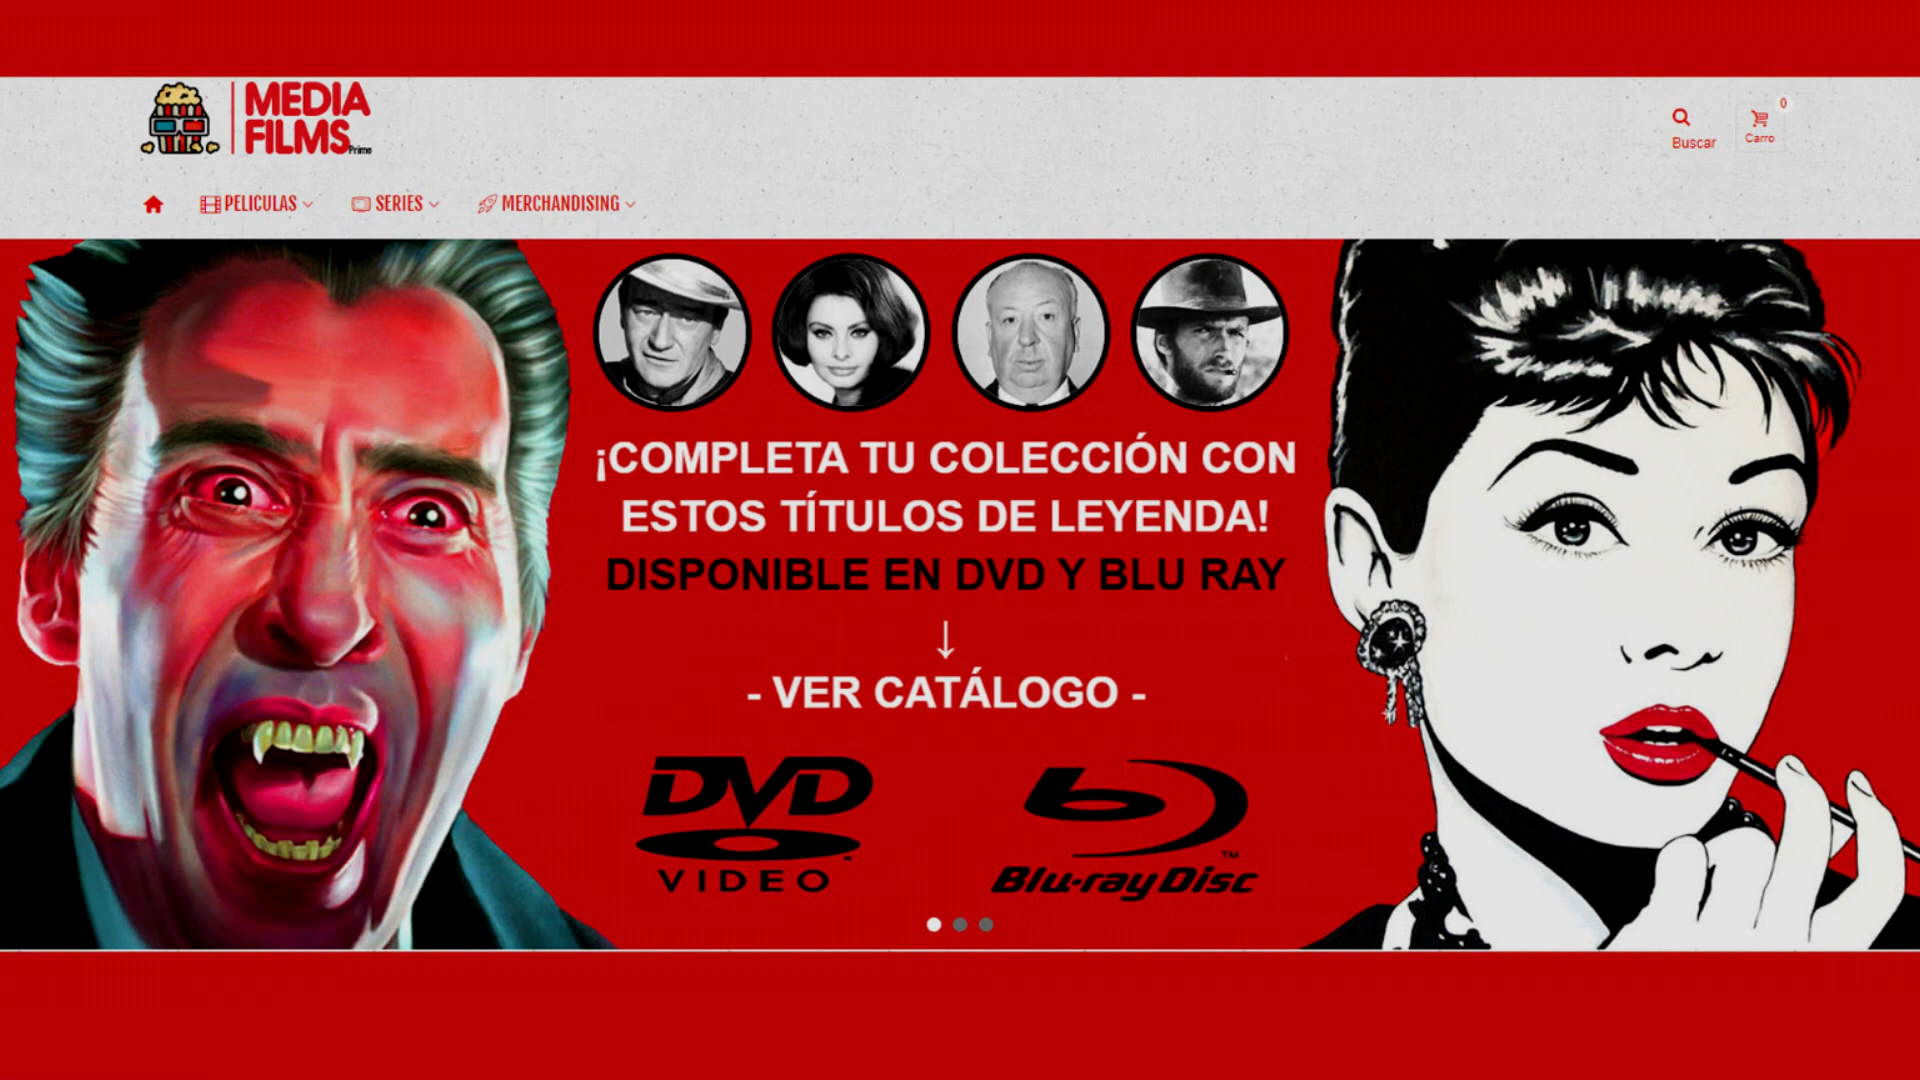 MEDIA
FILMS
Prime
0
Buscar
Carro
PELICULAS
SERIES
MERCHANDISING
¡COMPLETA TU COLECCIÓN CON
ESTOS TÍTULOS DE LEYENDA!
DISPONIBLE EN DVD Y BLU RAY
↓
- VER CATÁLOGO -
DVD
VIDEO
TM
Blu-ray Disc